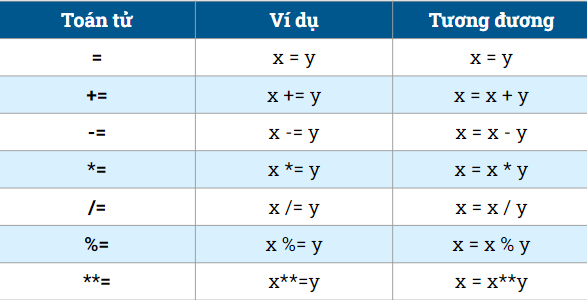 Toán tử Ví dụ Tương đương
= x = y x = y
+= x += y x = x + y
-= x -= y x = x - y
*= x *= y x = x * y
/= x /= y x = x / y
%= x %= y x = x % y
**= x**=y x = x**y